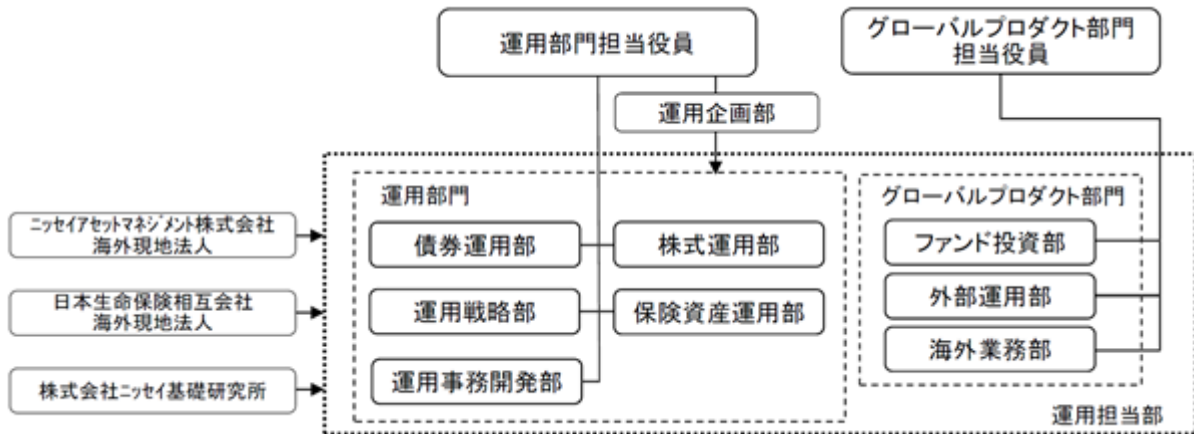 運用部門担当役員
グローバルプロダクト部門
担当役員
運用企画部
運用部門
グローバルプロダクト部門
ニッセイアセットマネジメント株式会社
海外現地法人
債券運用部
株式運用部
ファンド投資部
日本生命保険相互会社
海外現地法人
運用戦略部
保険資産運用部
外部運用部
海外業務部
株式会社ニッセイ基礎研究所
運用事務開発部
運用担当部